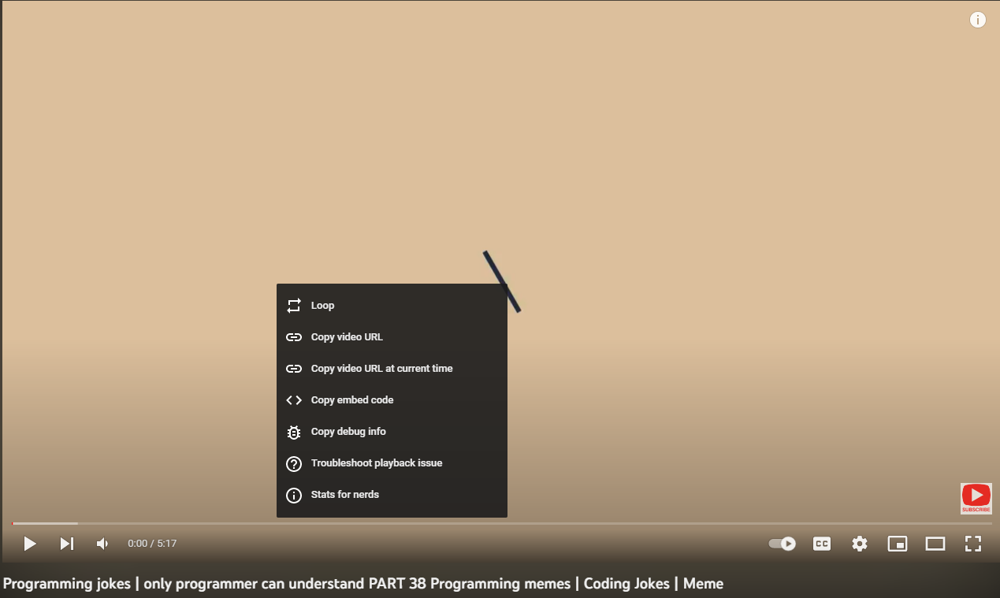 Loop
Copy video URL
Copy video URL at current time
Copy embed code
Copy debug info
Troubleshoot playback issue
Stats for nerds
SUBSCRIBE
0:00 / 5:17
CC
Programming jokes | only programmer can understand PART 38 Programming memes | Coding Jokes | Meme